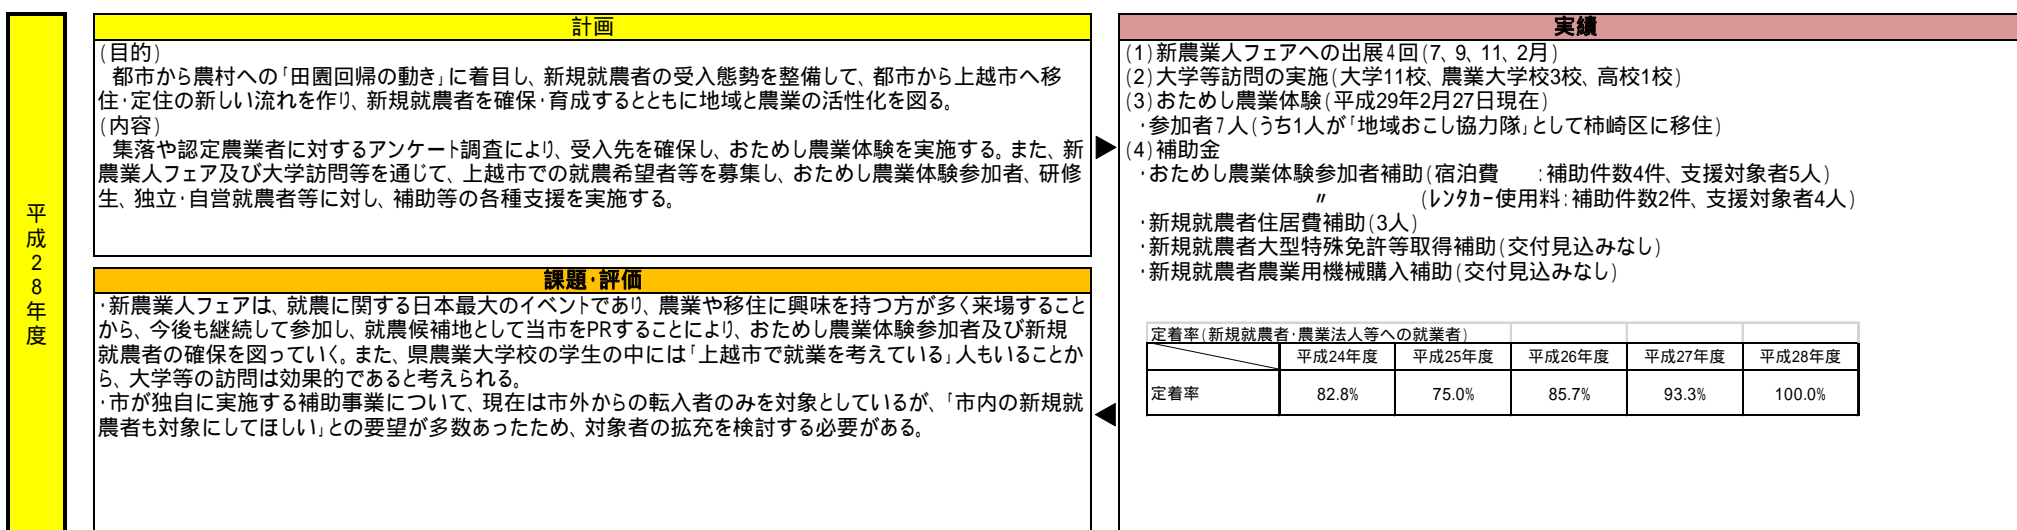 平成28年度
計画
(目的)
都市から農村への「田園回帰の動き」に着目し、新規就農者の受入態勢を整備して、都市から上越市へ移
住・定住の新しい流れを作り、新規就農者を確保・育成するとともに地域と農業の活性化を図る。
(内容)
集落や認定農業者に対するアンケート調査により、受入先を確保し、おためし農業体験を実施する。また、新
農業人フェア及び大学訪問等を通じて、上越市での就農希望者等を募集し、おためし農業体験参加者、研修
生、独立・自営就農者等に対し、補助等の各種支援を実施する。
▶
実績
(1)新農業人フェアへの出展4回(7、9、11、2月)
(2)大学等訪問の実施(大学11校、農業大学校3校、高校1校)
(3)おためし農業体験(平成29年2月27日現在)
・参加者7人(うち1人が「地域おこし協力隊」として柿崎区に移住)
(4)補助金
・おためし農業体験参加者補助(宿泊費　　:補助件数4件、支援対象者5人)
〃　　　　(レンタカー使用料:補助件数2件、支援対象者4人)
・新規就農者住居費補助(3人)
・新規就農者大型特殊免許等取得補助(交付見込みなし)
・新規就農者農業用機械購入補助(交付見込みなし)
定着率(新規就農者・農業法人等への就業者)
平成24年度 平成25年度 平成26年度 平成27年度 平成28年度
定着率 82.8% 75.0% 85.7% 93.3% 100.0%
◀
課題・評価
・新農業人フェアは、就農に関する日本最大のイベントであり、農業や移住に興味を持つ方が多く来場すること
から、今後も継続して参加し、就農候補地として当市をPRすることにより、おためし農業体験参加者及び新規
就農者の確保を図っていく。また、県農業大学校の学生の中には「上越市で就業を考えている」人もいることか
ら、大学等の訪問は効果的であると考えられる。
・市が独自に実施する補助事業について、現在は市外からの転入者のみを対象としているが、「市内の新規就
農者も対象にしてほしい」との要望が多数あったため、対象者の拡充を検討する必要がある。